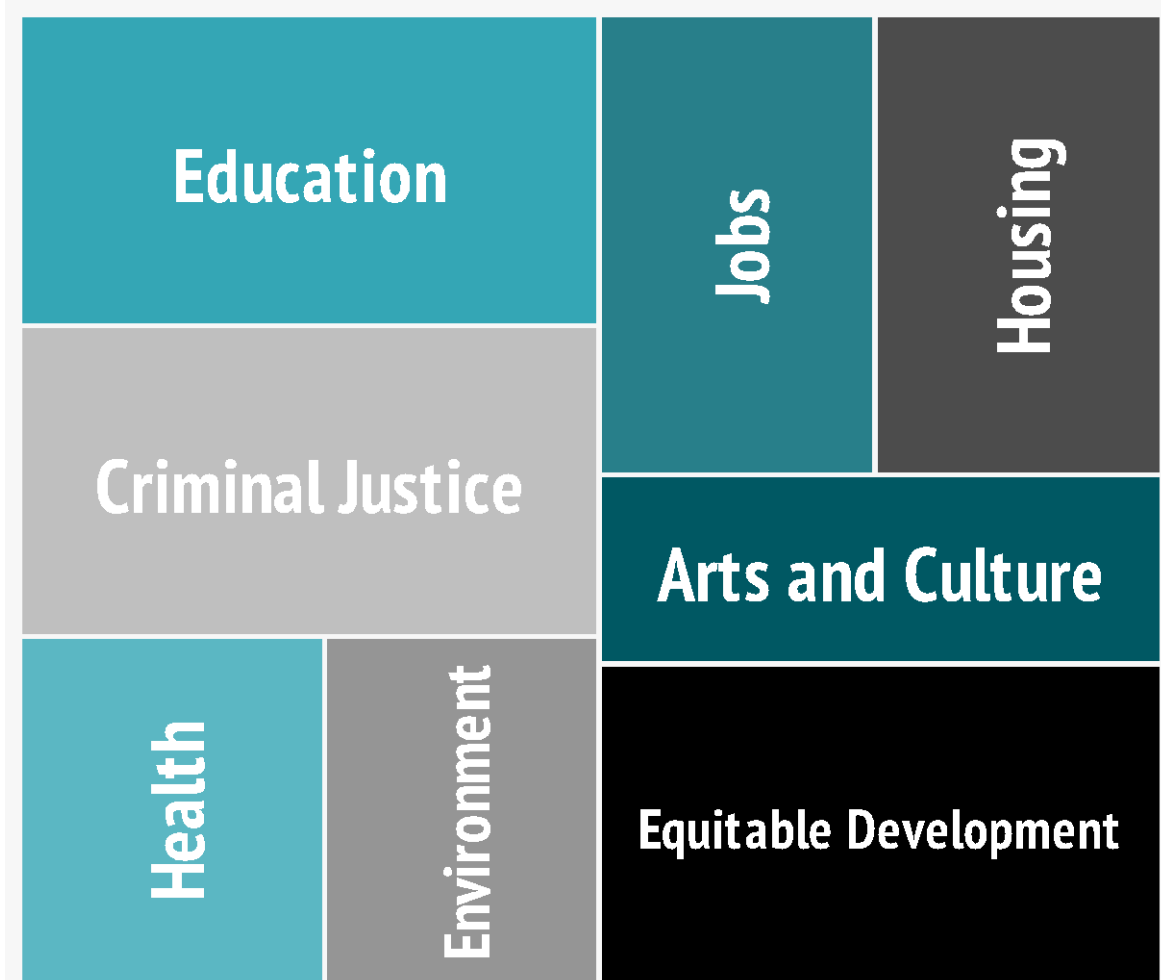 Education
Jobs
Housing
Criminal Justice
Arts and Culture
Health
Environment
Equitable Development